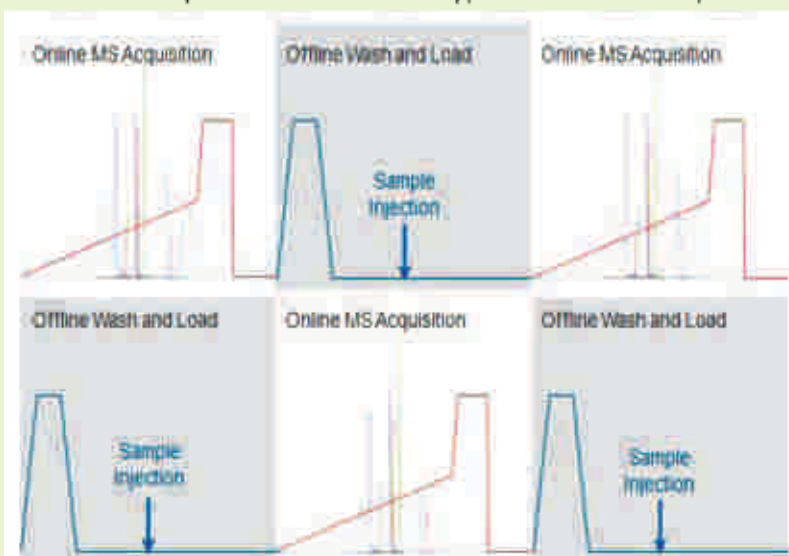 Online MS Acquisition
Offline Wash and Load
Online MS Acquisition
Sample
Injection
Offline Wash and Load
Online MS Acquisition
Offline Wash and Load
Sample
Injection
Sample
Injection